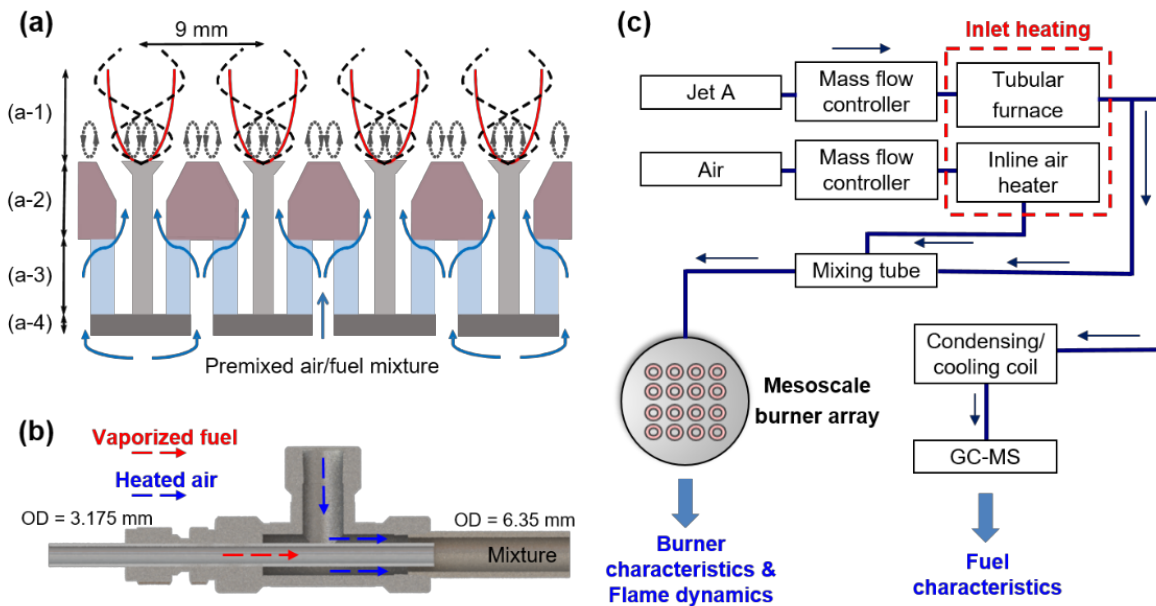 (a)
9 mm
(a-1)
(a-2)
(a-3)
(a-4)
Premixed air/fuel mixture
(b)
Vaporized fuel
Heated air
OD = 3.175 mm
OD = 6.35 mm
Mixture
(c)
Inlet heating
Jet A
Mass flow
controller
Tubular
furnace
Air
Mass flow
controller
Inline air
heater
Mixing tube
Condensing/
cooling coil
Mesoscale
burner array
GC-MS
Burner
characteristics &
Flame dynamics
Fuel
characteristics